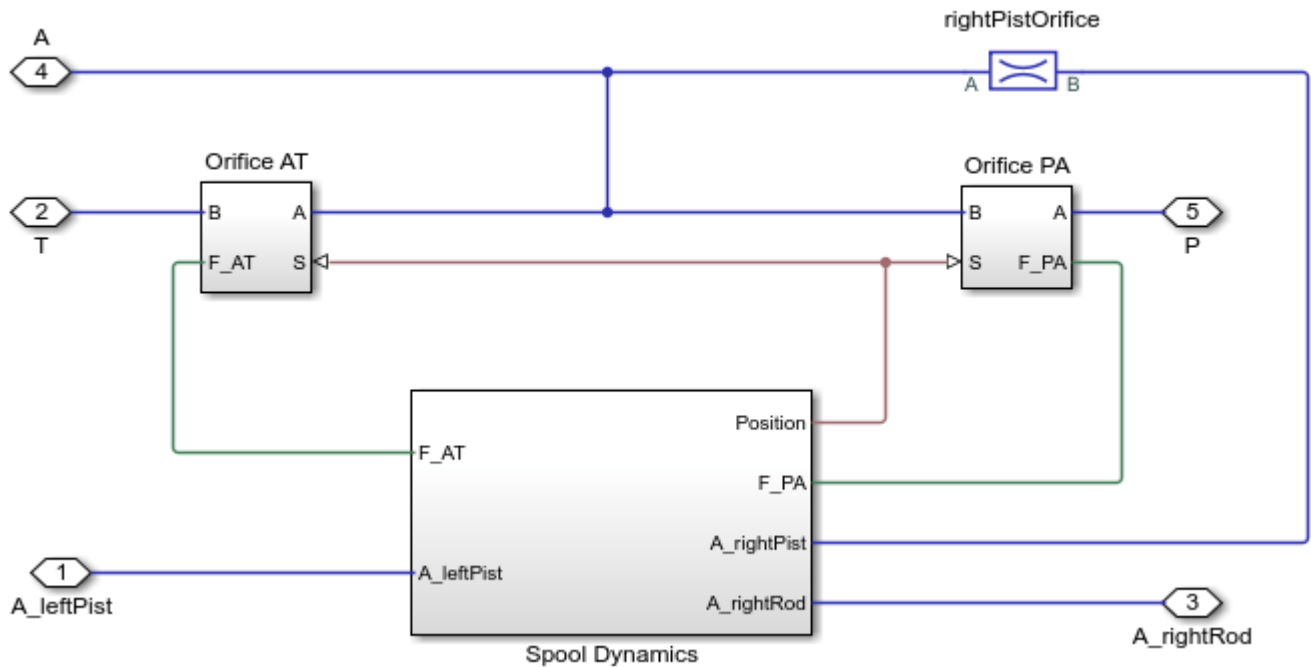 rightPistOrifice
A
4
A
B
Orifice AT
Orifice PA
2
B
A
B
A
5
T
P
F_AT
S
S
F_PA
Position
F_AT
F_PA
A_rightPist
1
A_leftPist
A_leftPist
A_rightRod
3
A_rightRod
Spool Dynamics